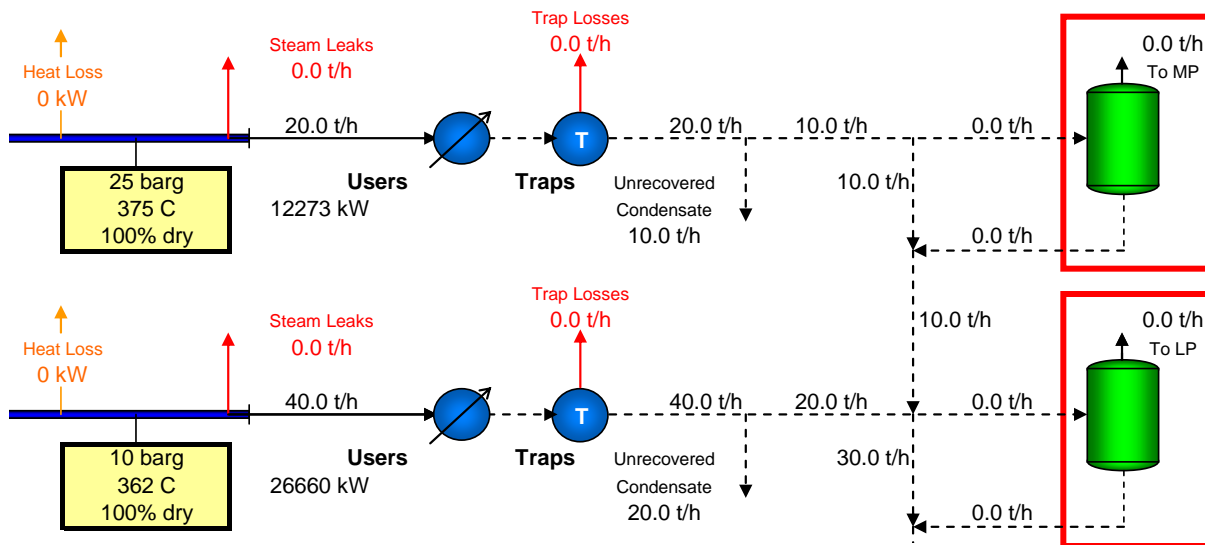 Trap Losses
0.0 t/h
0.0 t/h
To MP
Steam Leaks
0.0 t/h
Heat Loss
0 kW
20.0 t/h
T
20.0 t/h
10.0 t/h
0.0 t/h
Users
Traps
25 barg
375 C
100% dry
12273 kW
Unrecovered
Condensate
10.0 t/h
10.0 t/h
0.0 t/h
Trap Losses
0.0 t/h
10.0 t/h
0.0 t/h
To LP
Steam Leaks
0.0 t/h
Heat Loss
0 kW
40.0 t/h
T
40.0 t/h
20.0 t/h
0.0 t/h
Users
Traps
10 barg
362 C
100% dry
26660 kW
Unrecovered
Condensate
20.0 t/h
30.0 t/h
0.0 t/h